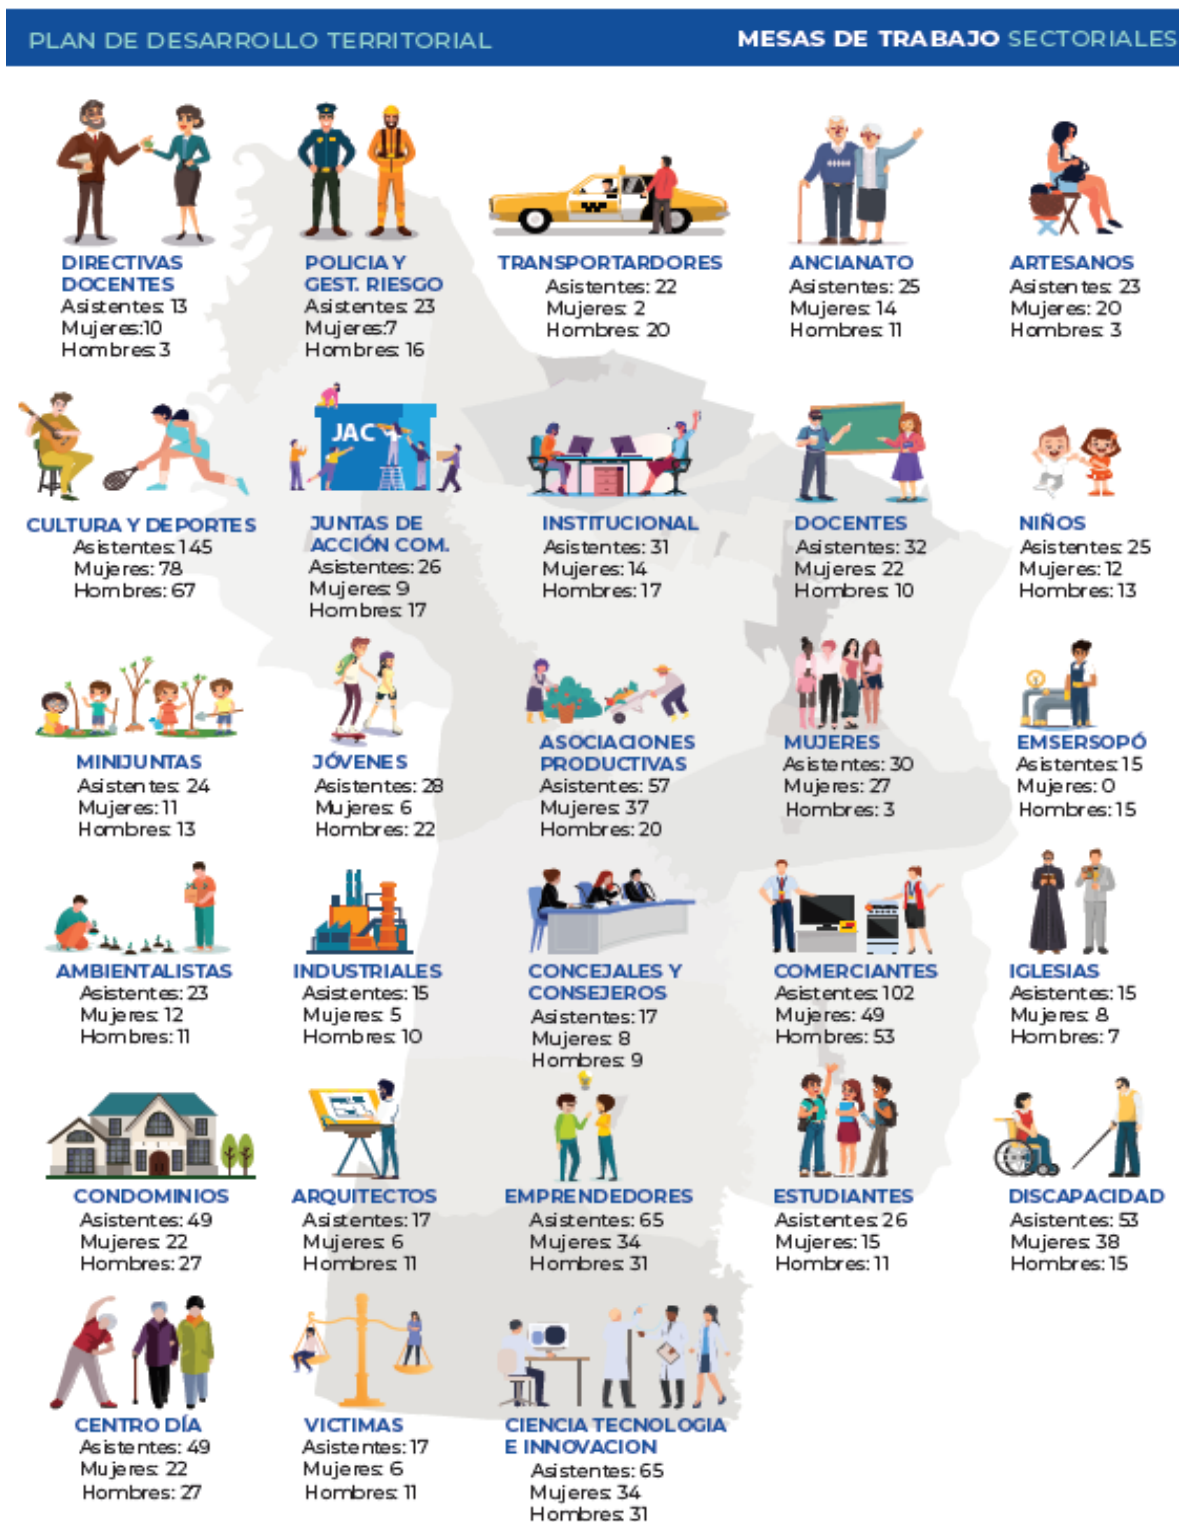 PLAN DE DESARROLLO TERRITORIAL
MESAS DE TRABAJO SECTORIALES
DIRECTIVAS
DOCENTES
Asistentes: 13
Mujeres:10
Hombres: 3
POLICIA Y
GEST. RIESGO
Asistentes: 23
Mujeres:7
Hombres: 16
TRANSPORTARDORES
Asistentes: 22
Mujeres: 2
Hombres: 20
ANCIANATO
Asistentes: 25
Mujeres: 14
Hombres: 11
ARTESANOS
Asistentes: 23
Mujeres: 20
Hombres: 3
CULTURA Y DEPORTES
Asistentes: 145
Mujeres: 78
Hombres: 67
JAC
JUNTAS DE
ACCIÓN COM.
Asistentes: 26
Mujeres: 9
Hombres: 17
INSTITUCIONAL
Asistentes: 31
Mujeres: 14
Hombres: 17
DOCENTES
Asistentes: 32
Mujeres: 22
Hombres: 10
NIÑOS
Asistentes: 25
Mujeres: 12
Hombres: 13
MINIJUNTAS
Asistentes: 24
Mujeres: 11
Hombres: 13
JÓVENES
Asistentes: 28
Mujeres: 6
Hombres: 22
ASOCIACIONES
PRODUCTIVAS
Asistentes: 57
Mujeres: 37
Hombres: 20
MUJERES
Asistentes: 30
Mujeres: 27
Hombres: 3
EMSERSOPÓ
Asistentes: 15
Mujeres: 0
Hombres: 15
AMBIENTALISTAS
Asistentes: 23
Mujeres: 12
Hombres: 11
INDUSTRIALES
Asistentes: 15
Mujeres: 5
Hombres: 10
CONCEJALES Y
CONSEJEROS
Asistentes: 17
Mujeres: 8
Hombres: 9
COMERCIANTES
Asistentes: 102
Mujeres: 49
Hombres: 53
IGLESIAS
Asistentes: 15
Mujeres: 8
Hombres: 7
CONDOMINIOS
Asistentes: 49
Mujeres: 22
Hombres: 27
ARQUITECTOS
Asistentes: 17
Mujeres: 6
Hombres: 11
EMPRENDEDORES
Asistentes: 65
Mujeres: 34
Hombres: 31
ESTUDIANTES
Asistentes: 26
Mujeres: 15
Hombres: 11
DISCAPACIDAD
Asistentes: 53
Mujeres: 38
Hombres: 15
CENTRO DÍA
Asistentes: 49
Mujeres: 22
Hombres: 27
VICTIMAS
Asistentes: 17
Mujeres: 6
Hombres: 11
CIENCIA TECNOLOGIA
E INNOVACION
Asistentes: 65
Mujeres: 34
Hombres: 31